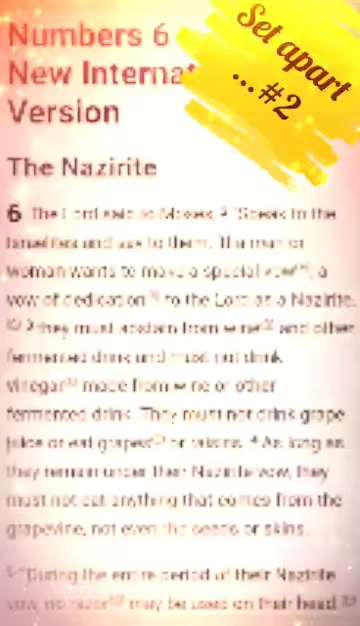 Numbers 6
New Internat
Version
Set apart
...#2
The Nazirite
6 The Lord said to Moses, 2 "Speak to the
Israelites and say to them: 'If a man or
woman wants to make a special vow, a
vow of dedication to the Lord as a Nazirite,
3 they must abstain from wine and other
fermented drink and must not drink
vinegar made from wine or other
fermented drink. They must not drink grape
juice or eat grapes or raisins. 4 As long as
they remain under their Nazirite vow, they
must not eat anything that comes from the
grapevine, not even the seeds or skins.
5 "'During the entire period of their Nazirite
vow, no razor may be used on their head.